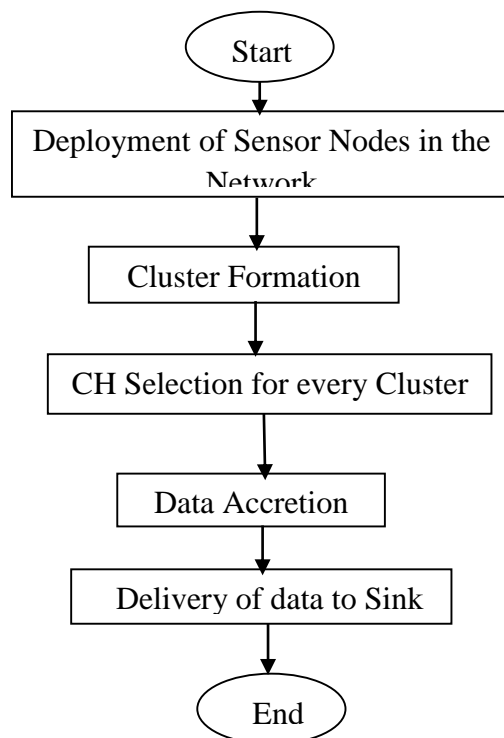 Start
Deployment of Sensor Nodes in the
Network
Cluster Formation
CH Selection for every Cluster
Data Accretion
Delivery of data to Sink
End